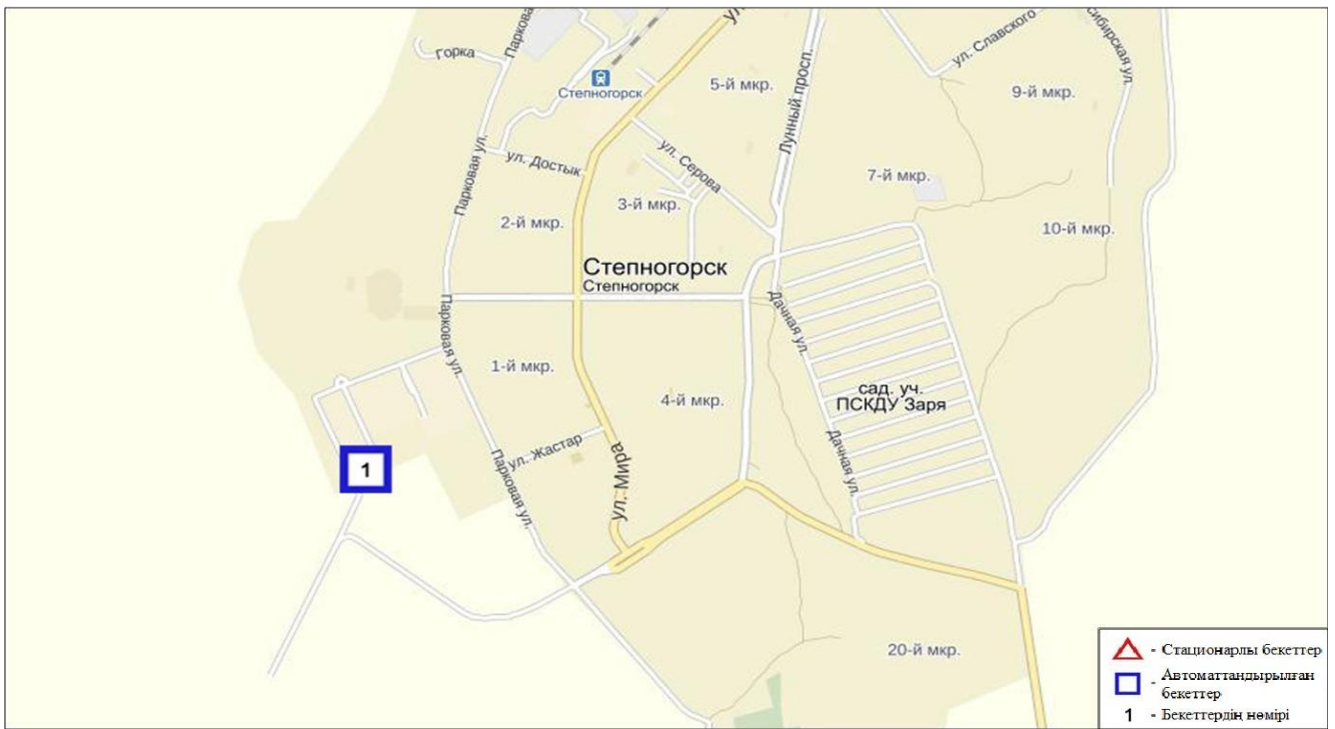 ул.
Горка
Паркова
Степногорск
5-й мкр.
Лунный просп.
ул. Славского
сибирская ул.
9-й мкр.
Парковая ул.
ул. Достык
ул. Серова
7-й мкр.
2-й мкр.
3-й мкр.
10-й мкр.
Степногорск
Степногорск
Парковая ул.
Дачная ул.
1-й мкр.
4-й мкр.
сад. уч.
ПСКДУ Заря
1
ул. Жастар
Парковая ул.
ул. Мира
Дачная ул.
20-й мкр.
- Стационарлы бекеттер
- Автоматтандырылған
бекеттер
1 - Бекеттердің нөмірі